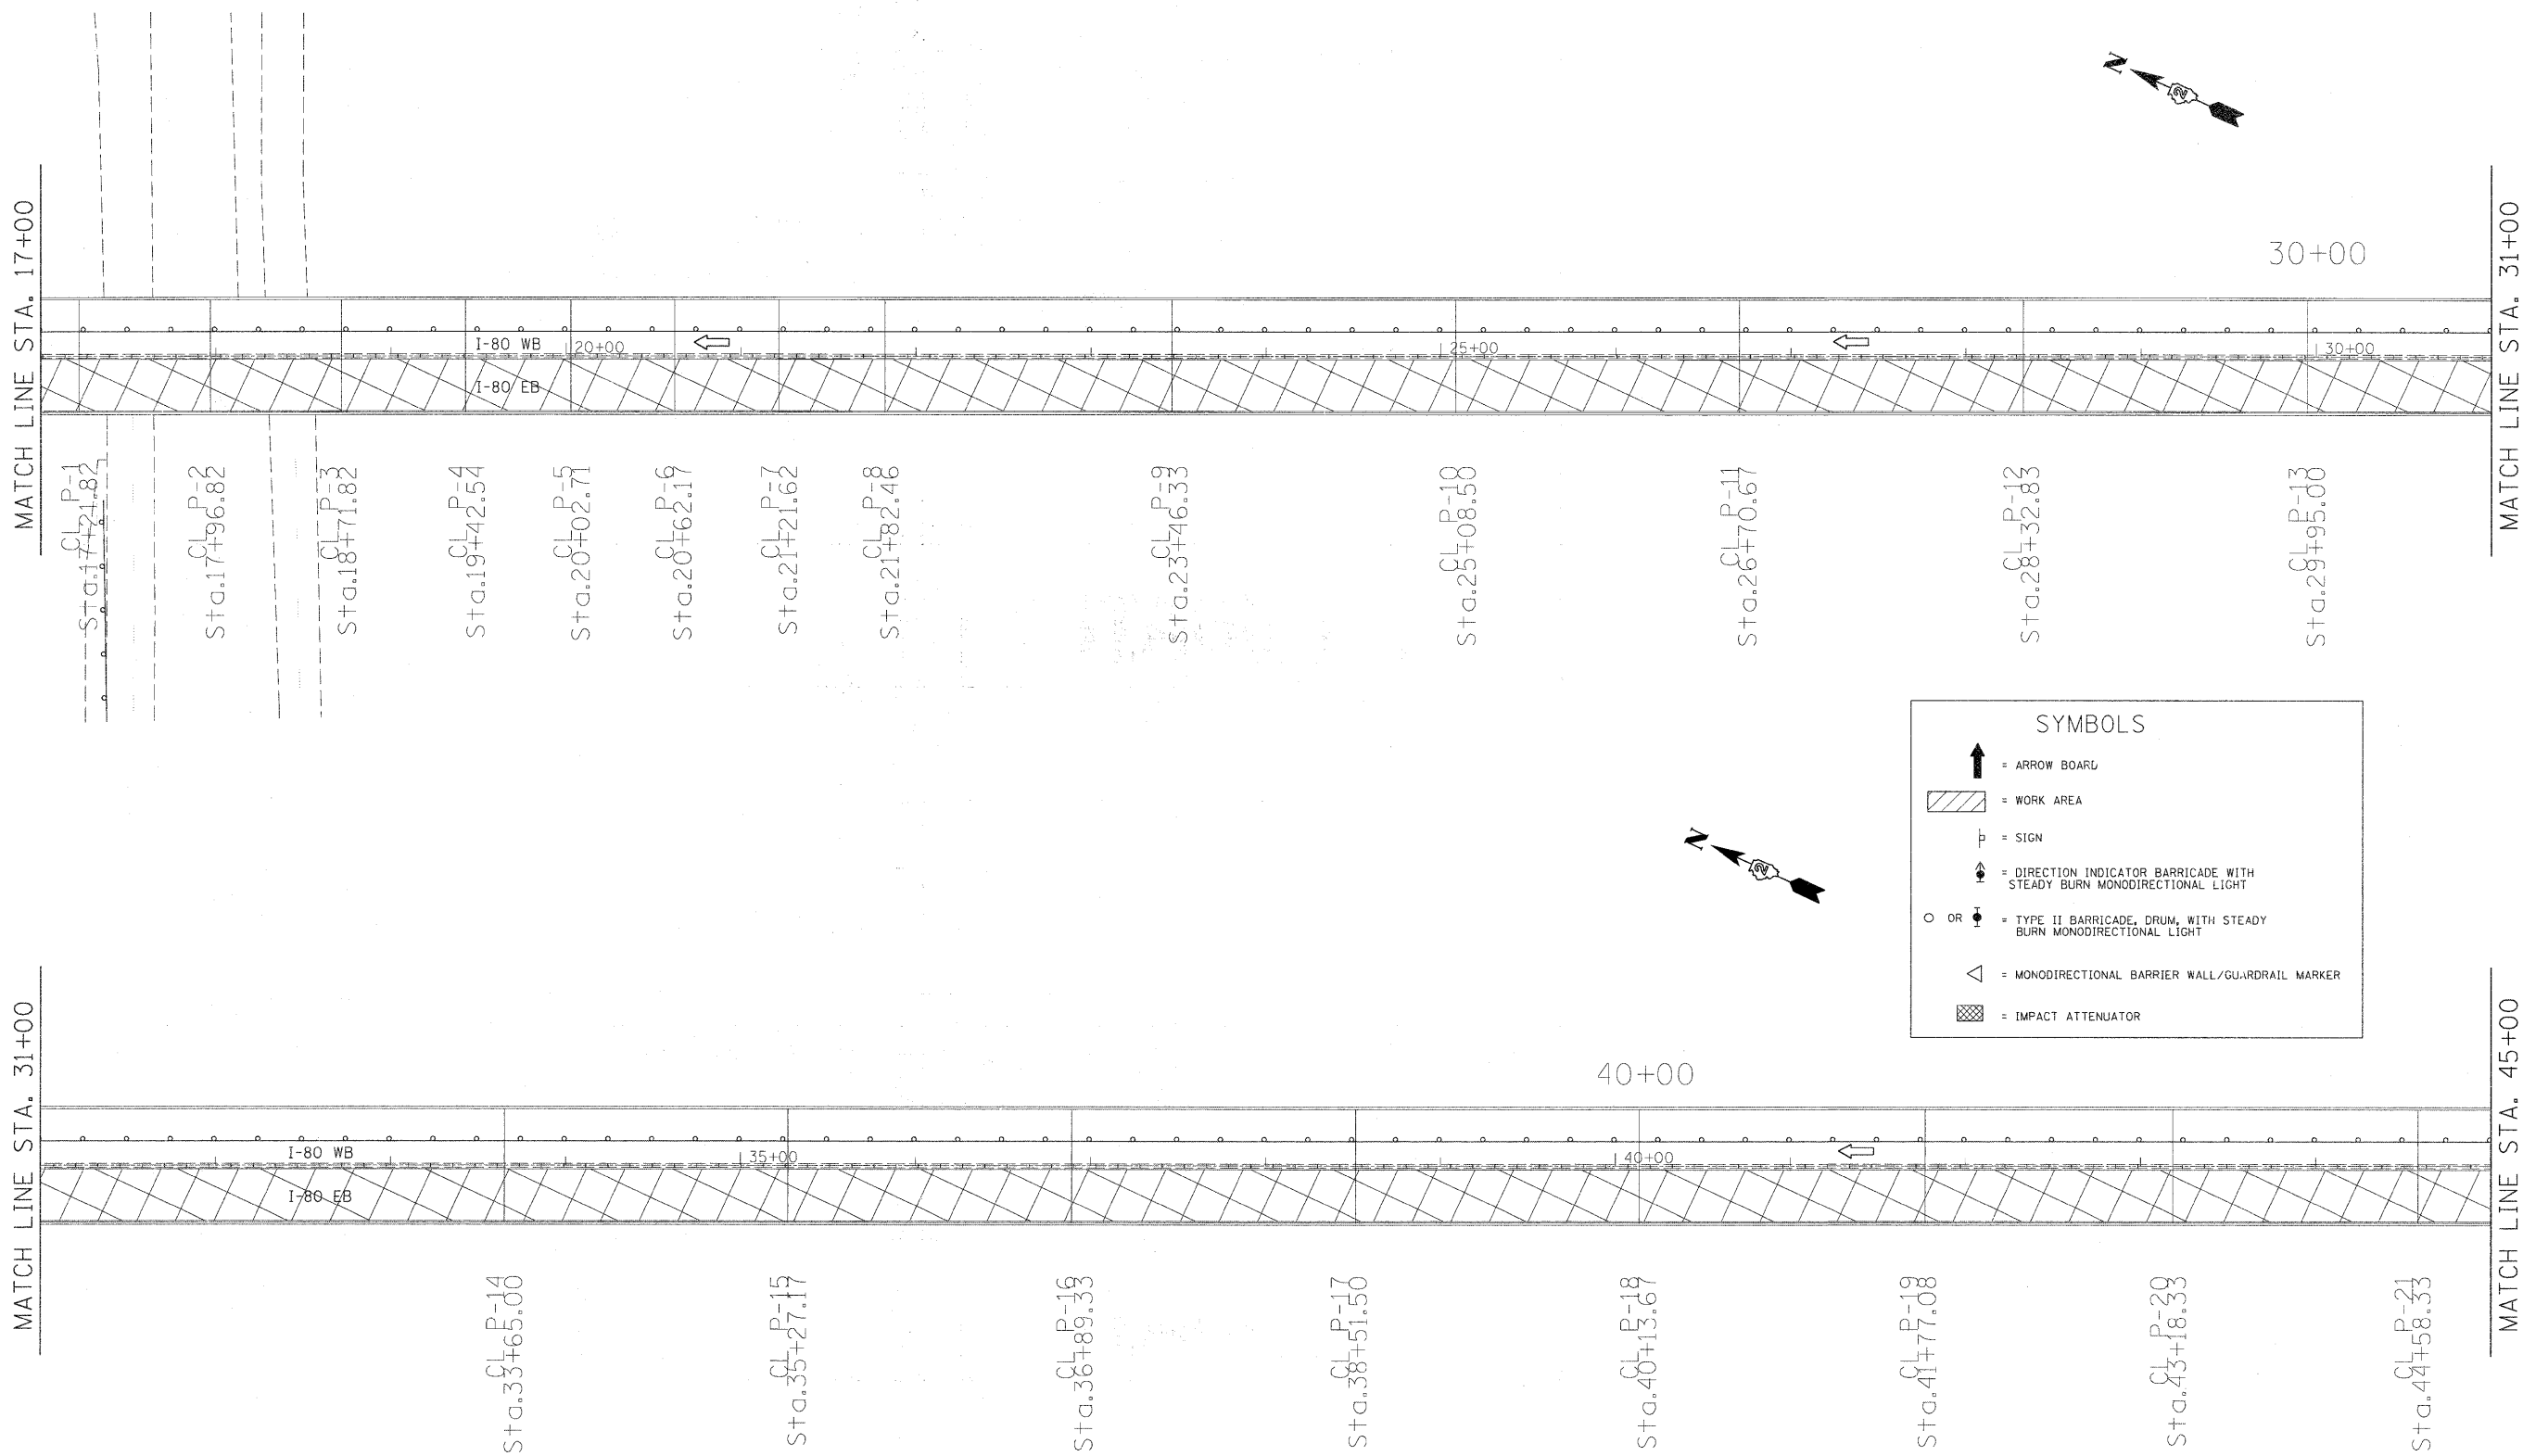 N
2
MATCH LINE STA. 17+00
30+00
I-80 WB
20+00
25+00
30+00
I-80 EB
MATCH LINE STA. 31+00
CL P-1
Sta.17+21.82
CL P-2
Sta.17+96.82
CL P-3
Sta.18+71.82
CL P-4
Sta.19+42.54
CL P-5
Sta.20+02.71
CL P-6
Sta.20+62.17
CL P-7
Sta.21+21.62
CL P-8
Sta.21+82.46
CL P-9
Sta.23+46.33
CL P-10
Sta.25+08.50
CL P-11
Sta.26+70.67
CL P-12
Sta.28+32.83
CL P-13
Sta.29+95.00
SYMBOLS
= ARROW BOARD
= WORK AREA
= SIGN
= DIRECTION INDICATOR BARRICADE WITH
STEADY BURN MONODIRECTIONAL LIGHT
O OR = TYPE II BARRICADE, DRUM, WITH STEADY
BURN MONODIRECTIONAL LIGHT
= MONODIRECTIONAL BARRIER WALL/GUARDRAIL MARKER
= IMPACT ATTENUATOR
N
2
MATCH LINE STA. 31+00
40+00
I-80 WB
35+00
40+00
I-80 EB
MATCH LINE STA. 45+00
CL P-14
Sta.33+65.00
CL P-15
Sta.35+27.17
CL P-16
Sta.36+89.33
CL P-17
Sta.38+51.50
CL P-18
Sta.40+13.67
CL P-19
Sta.41+77.08
CL P-20
Sta.43+18.33
CL P-21
Sta.44+58.33